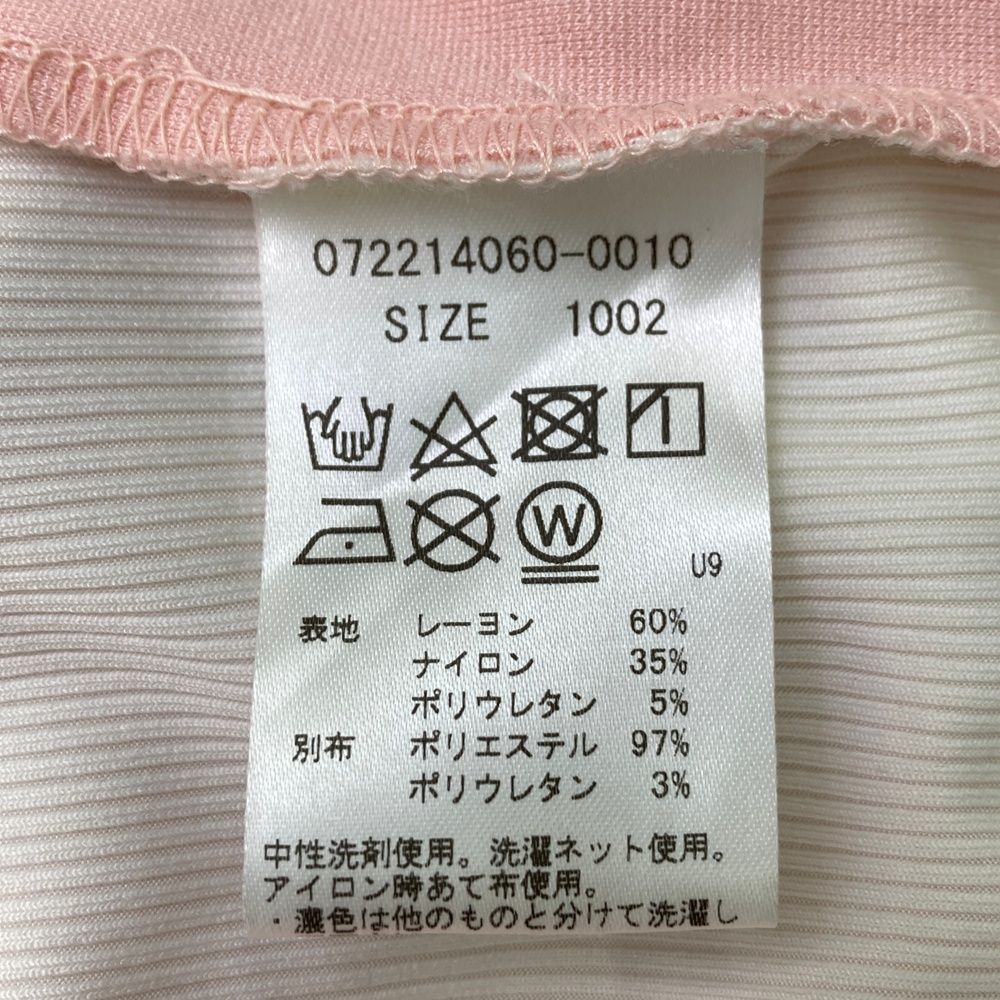 072214060-0010
SIZE 1002
W
U9
表地 レーヨン 60%
ナイロン 35%
ポリウレタン 5%
別布 ポリエステル 97%
ポリウレタン 3%
中性洗剤使用。洗濯ネット使用。
アイロン時あて布使用。
・濃色は他のものと分けて洗濯し